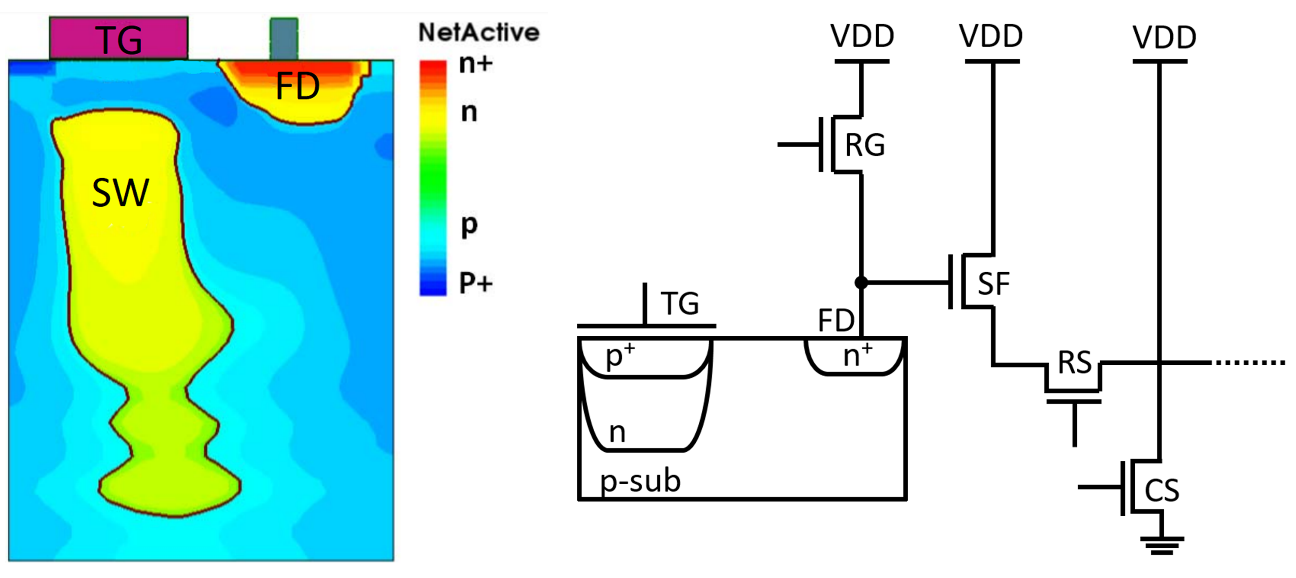 TG
FD
SW
NetActive
n+
n
p
P+
VDD
VDD
VDD
RG
SF
TG
FD
p+
n+
RS
n
p-sub
CS